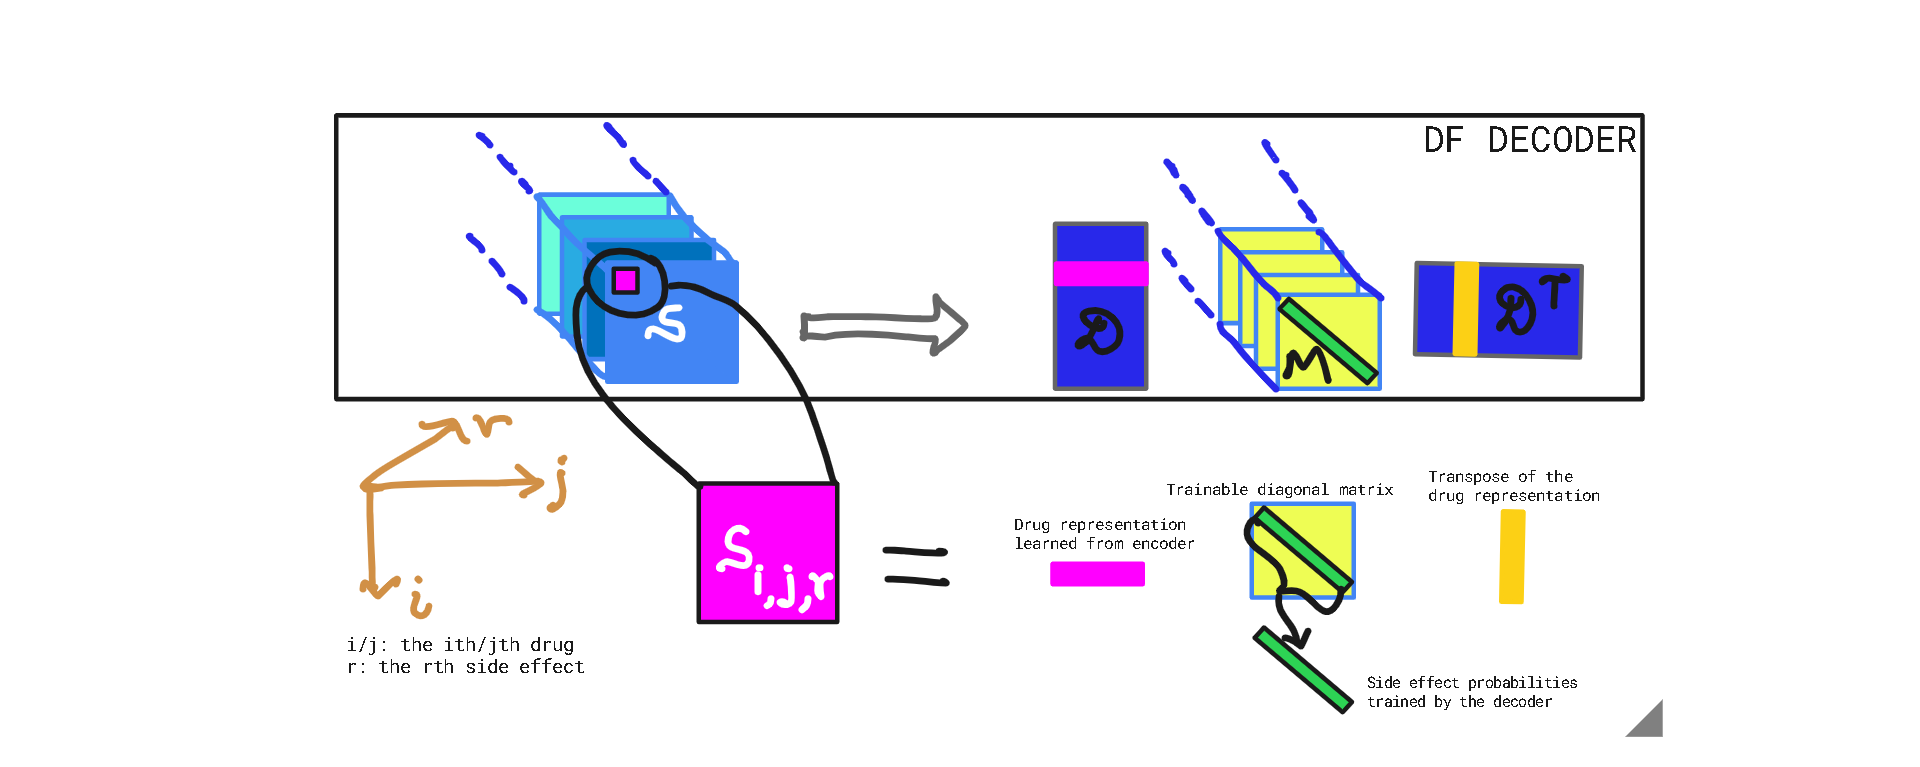 DF DECODER
S
D
M
D^T
r
j
i
S i,j,r
=
Drug representation
learned from encoder
Trainable diagonal matrix
Transpose of the
drug representation
i/j: the ith/jth drug
r: the rth side effect
Side effect probabilities
trained by the decoder